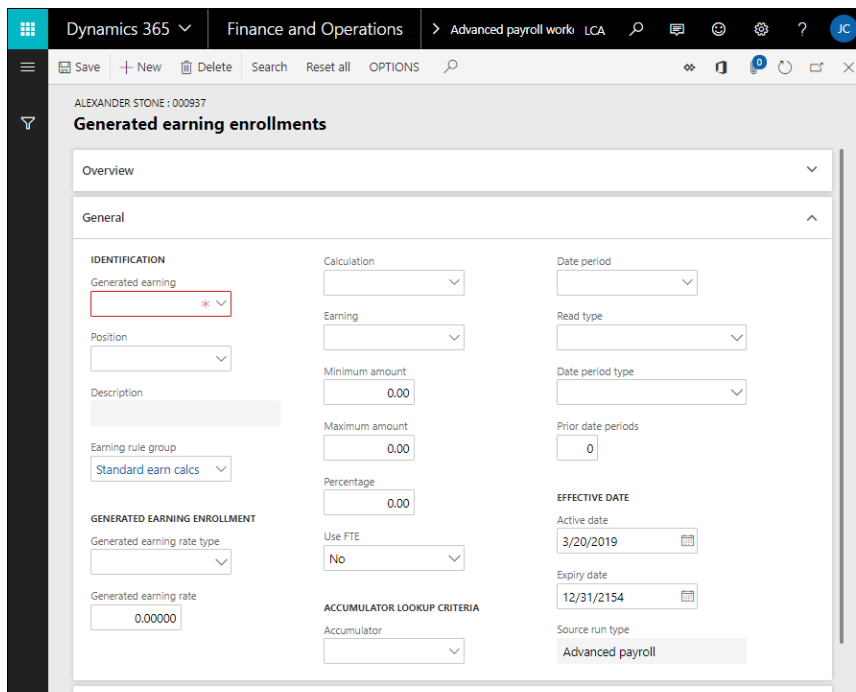 Dynamics 365 Finance and Operations > Advanced payroll work LCA ? JC
Save New Delete Search Reset all OPTIONS 0
ALEXANDER STONE : 000937
Generated earning enrollments
Overview
General
IDENTIFICATION
Generated earning
*
Position
Description
Earning rule group
Standard earn calcs
GENERATED EARNING ENROLLMENT
Generated earning rate type
Generated earning rate
0.00000
Calculation
Earning
Minimum amount
0.00
Maximum amount
0.00
Percentage
0.00
Use FTE
No
ACCUMULATOR LOOKUP CRITERIA
Accumulator
Date period
Read type
Date period type
Prior date periods
0
EFFECTIVE DATE
Active date
3/20/2019
Expiry date
12/31/2154
Source run type
Advanced payroll